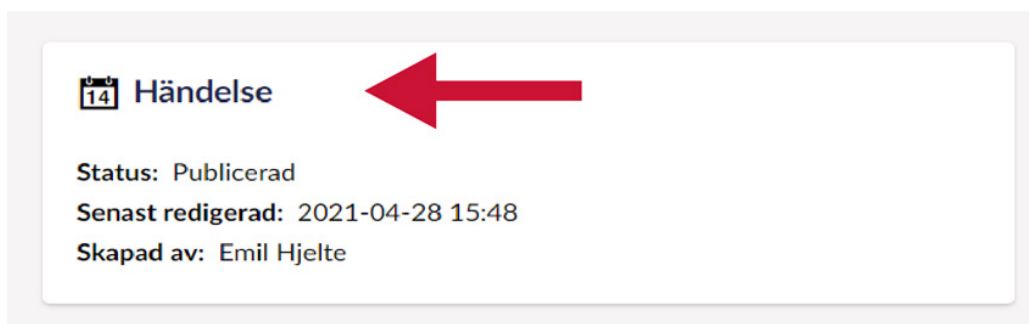 14 Händelse
Status: Publicerad
Senast redigerad: 2021-04-28 15:48
Skapad av: Emil Hjelte